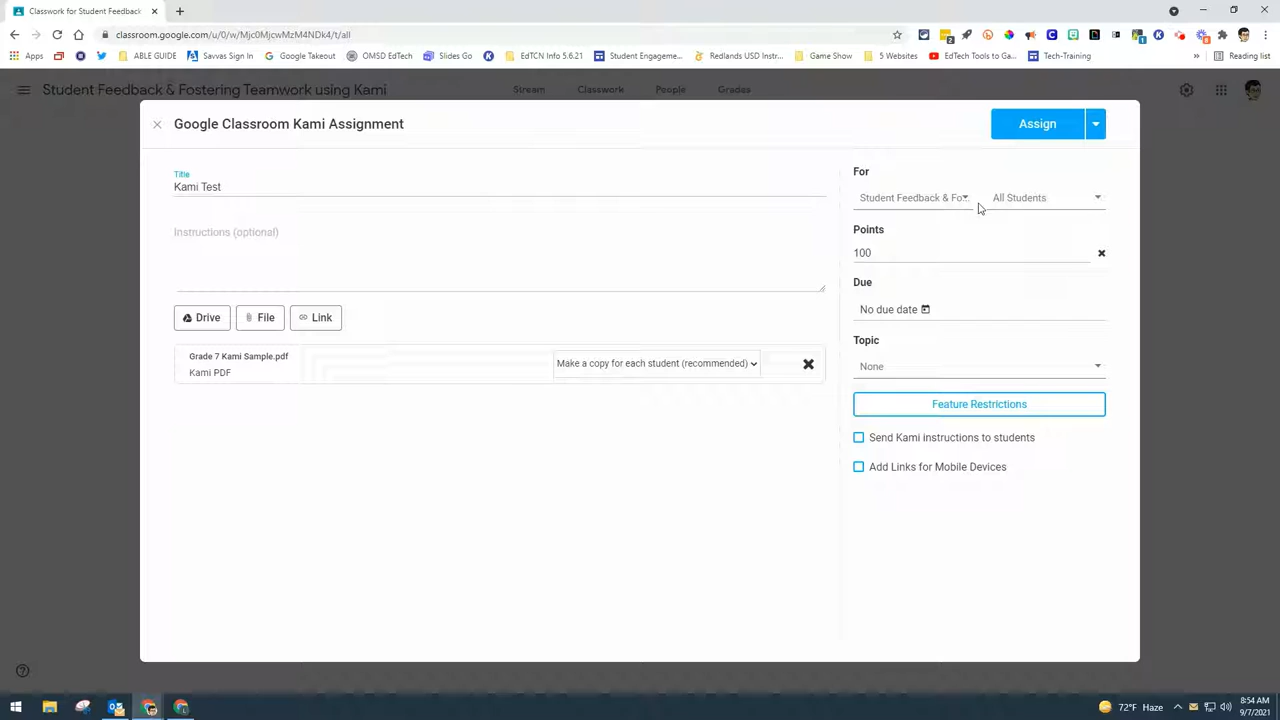 Classwork for Student Feedback
classroom.google.com/u/0/w/Mjc0MjcwMzM4NDk4/t/all
Apps
ABLE GUIDE
Savvas Sign In
Google Takeout
OMSD EdTech
Slides Go
EdTCN Info 5.6.21
Student Engageme...
Redlands USD Instr...
Game Show
5 Websites
EdTech Tools to Ga...
Tech-Training
Reading list
Student Feedback & Fostering Teamwork using Kami
Stream
Classwork
People
Grades
Google Classroom Kami Assignment
Assign
Title
Kami Test
Instructions (optional)
Drive
File
Link
Grade 7 Kami Sample.pdf
Kami PDF
Make a copy for each student (recommended)
For
Student Feedback & Fo...
All Students
Points
100
Due
No due date
Topic
None
Feature Restrictions
Send Kami instructions to students
Add Links for Mobile Devices
72°F Haze
8:54 AM
9/7/2021